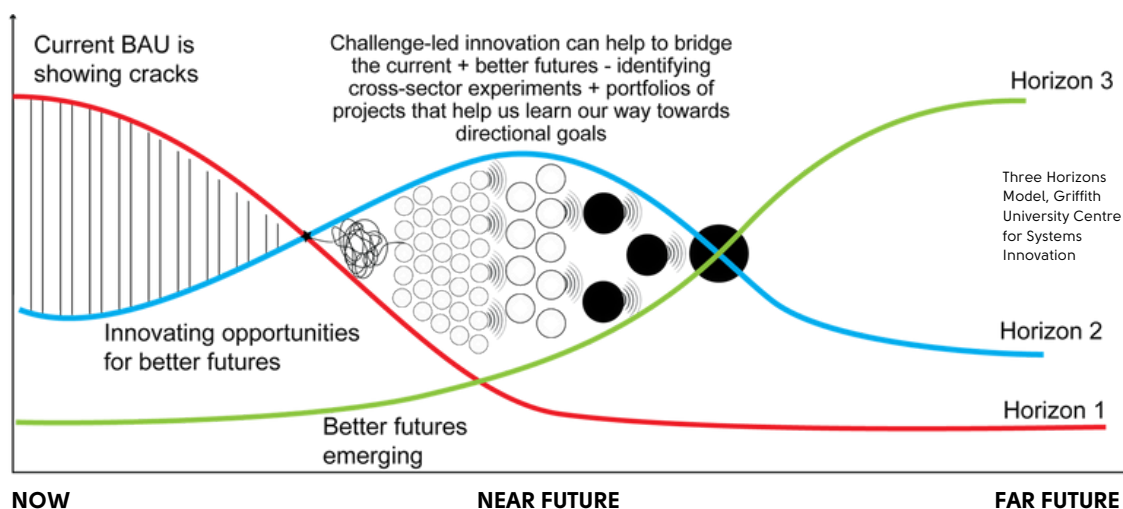 Current BAU is
showing cracks
Challenge-led innovation can help to bridge
the current + better futures - identifying
cross-sector experiments + portfolios of
projects that help us learn our way towards
directional goals
Horizon 3
Three Horizons
Model, Griffith
University Centre
for Systems
Innovation
Innovating opportunities
for better futures
Horizon 2
Horizon 1
Better futures
emerging
NOW
NEAR FUTURE
FAR FUTURE